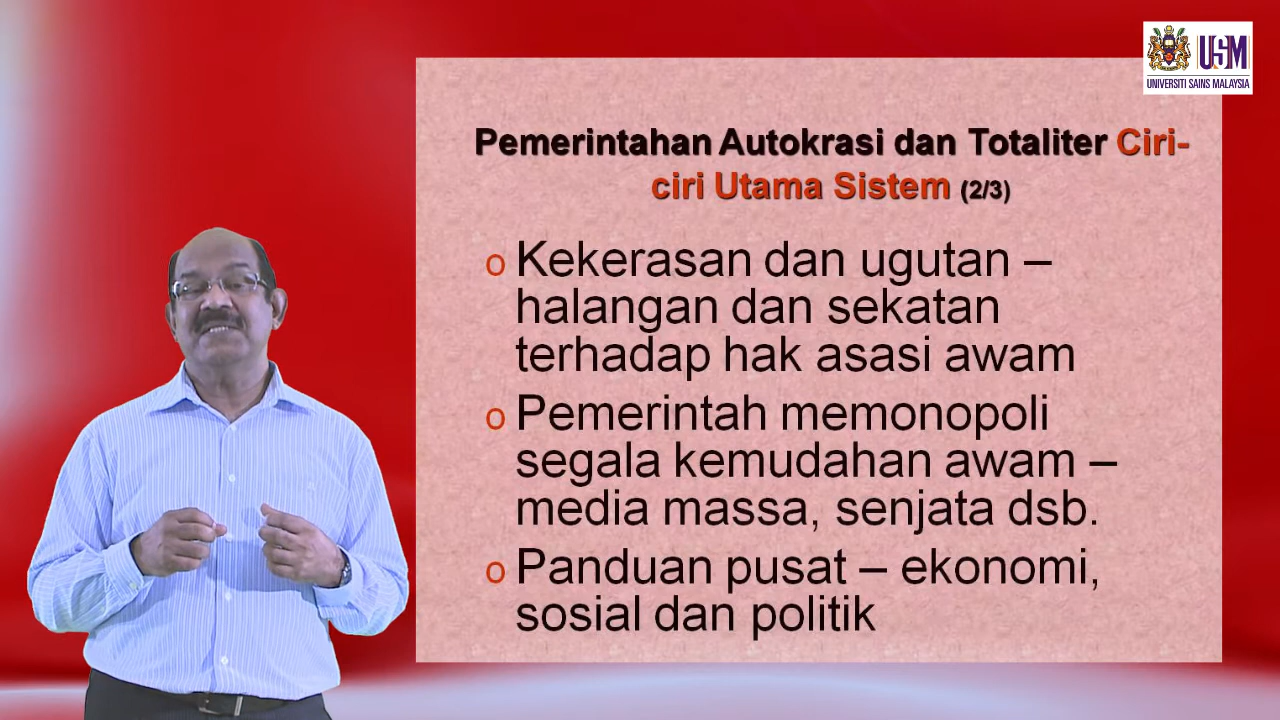 USM
UNIVERSITI SAINS MALAYSIA
Pemerintahan Autokrasi dan Totaliter Ciri-
ciri Utama Sistem (2/3)
o Kekerasan dan ugutan –
halangan dan sekatan
terhadap hak asasi awam
o Pemerintah memonopoli
segala kemudahan awam –
media massa, senjata dsb.
o Panduan pusat – ekonomi,
sosial dan politik